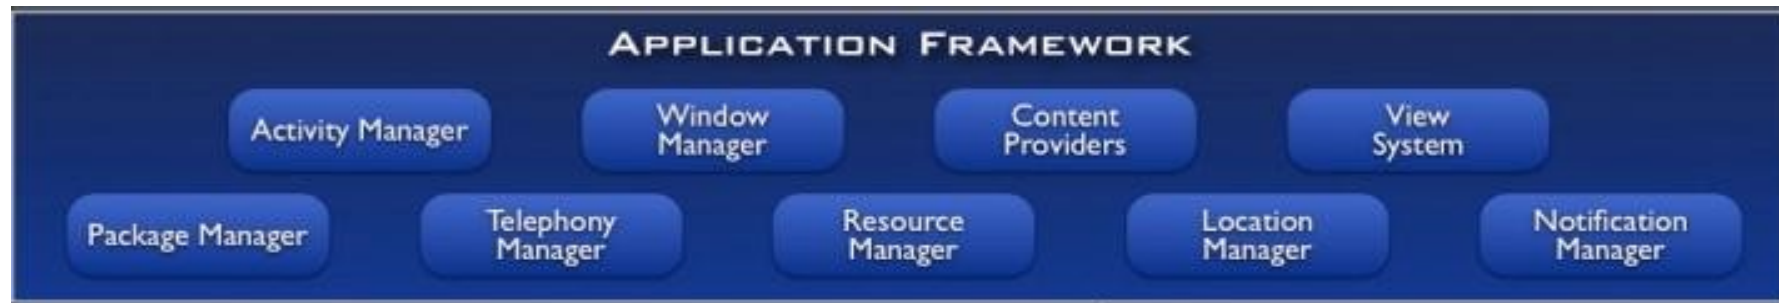 APPLICATION FRAMEWORK
Activity Manager
Window
Manager
Content
Providers
View
System
Package Manager
Telephony
Manager
Resource
Manager
Location
Manager
Notification
Manager